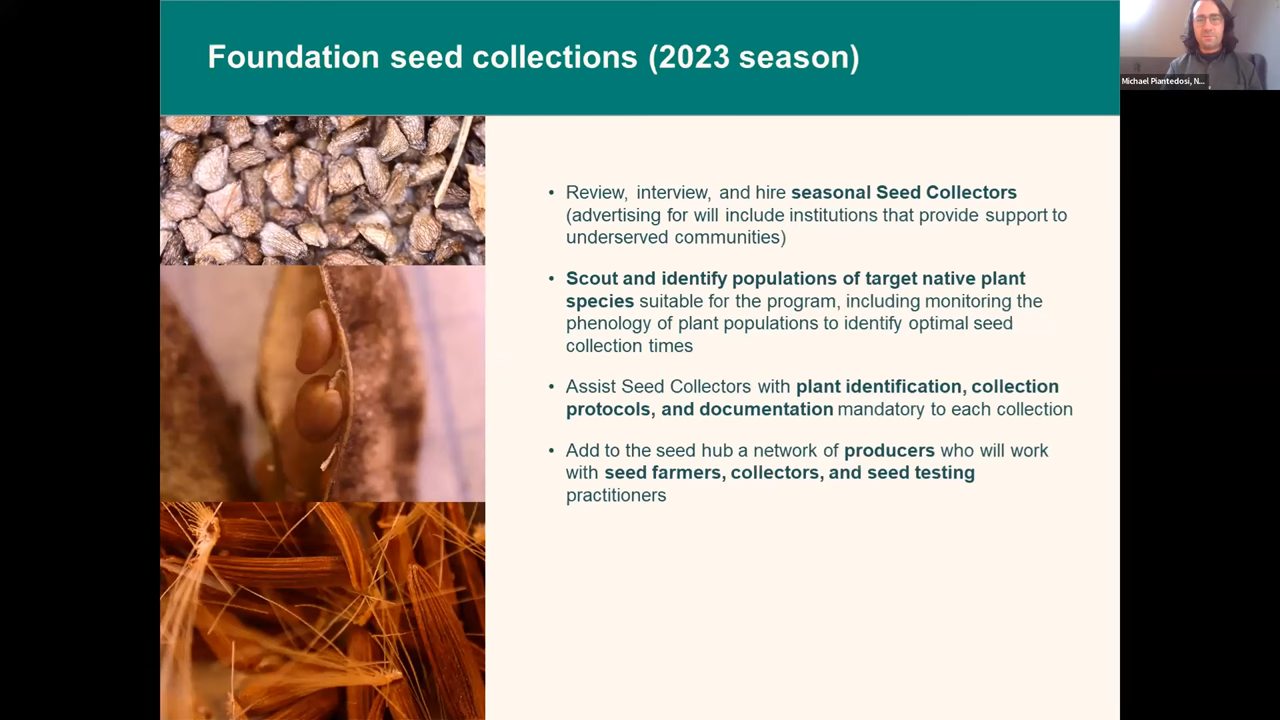 Foundation seed collections (2023 season)
Michael Piantedosi, N...
• Review, interview, and hire seasonal Seed Collectors
(advertising for will include institutions that provide support to
underserved communities)
• Scout and identify populations of target native plant
species suitable for the program, including monitoring the
phenology of plant populations to identify optimal seed
collection times
• Assist Seed Collectors with plant identification, collection
protocols, and documentation mandatory to each collection
• Add to the seed hub a network of producers who will work
with seed farmers, collectors, and seed testing
practitioners